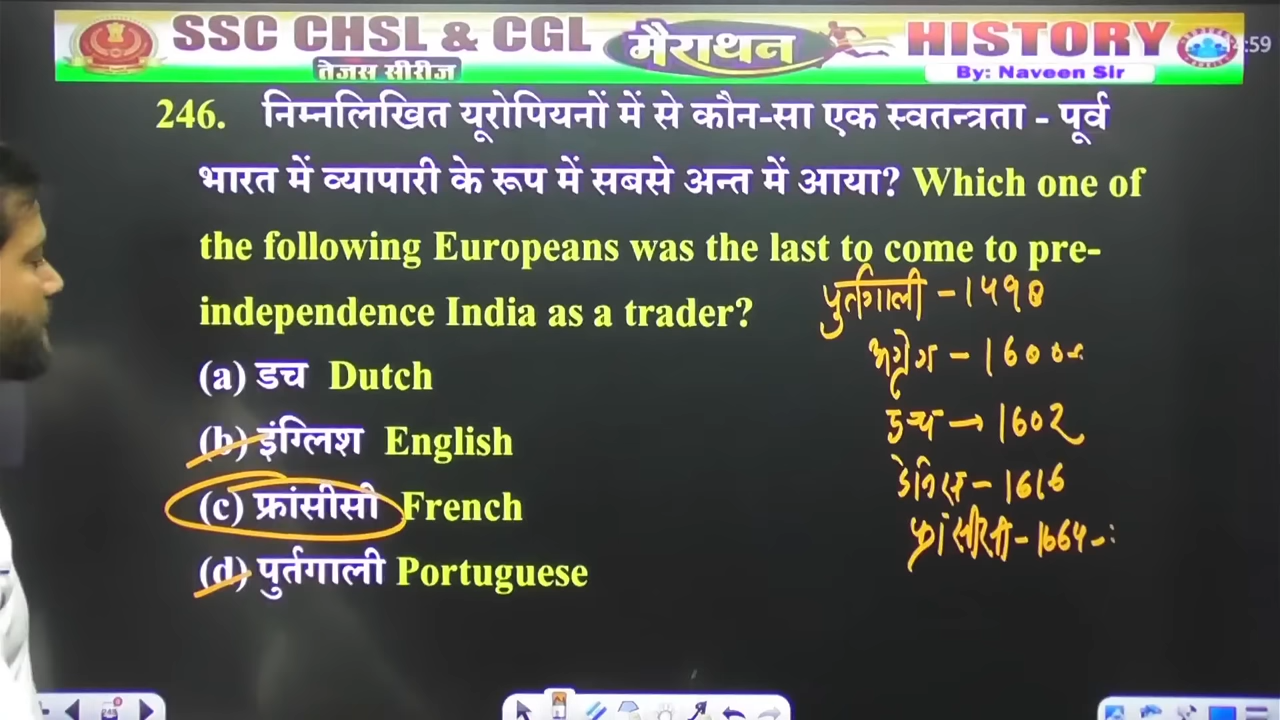 SSC CHSL & CGL मैराथन HISTORY
तेजस सीरीज
By: Naveen Sir
:59
246. निम्नलिखित यूरोपियनों में से कौन-सा एक स्वतन्त्रता - पूर्व
भारत में व्यापारी के रूप में सबसे अन्त में आया? Which one of
the following Europeans was the last to come to pre-
independence India as a trader?
पुर्तगाली - 1498
अंग्रेज - 1600
(a) डच Dutch
डच → 1602
(b) इंग्लिश English
डेनिस - 1616
(c) फ्रांसीसी French
फ्रांसीसी - 1664
(d) पुर्तगाली Portuguese